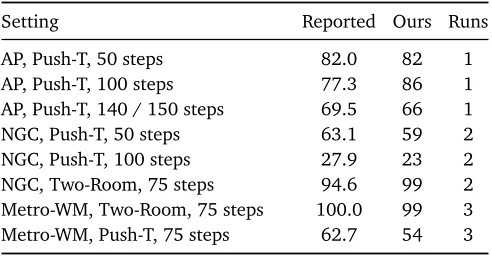 Setting Reported Ours Runs
AP, Push-T, 50 steps 82.0 82 1
AP, Push-T, 100 steps 77.3 86 1
AP, Push-T, 140 / 150 steps 69.5 66 1
NGC, Push-T, 50 steps 63.1 59 2
NGC, Push-T, 100 steps 27.9 23 2
NGC, Two-Room, 75 steps 94.6 99 2
Metro-WM, Two-Room, 75 steps 100.0 99 3
Metro-WM, Push-T, 75 steps 62.7 54 3